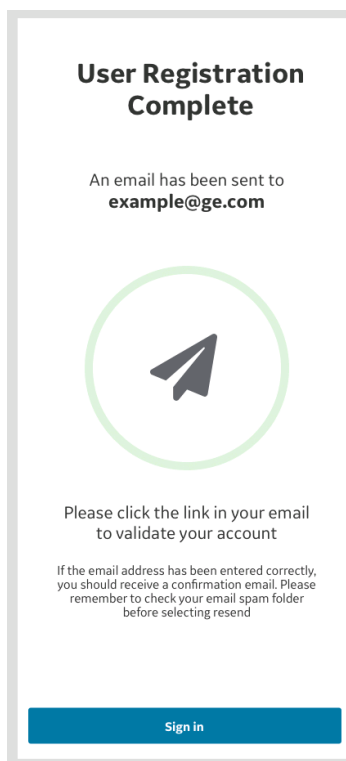 User Registration
Complete
An email has been sent to
example@ge.com
Please click the link in your email
to validate your account
If the email address has been entered correctly,
you should receive a confirmation email. Please
remember to check your email spam folder
before selecting resend
Sign in